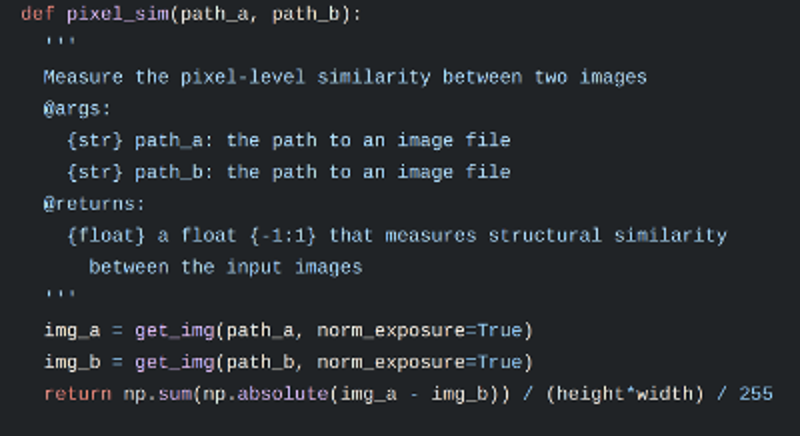 def pixel_sim(path_a, path_b):
'''
Measure the pixel-level similarity between two images
@args:
{str} path_a: the path to an image file
{str} path_b: the path to an image file
@returns:
{float} a float {-1:1} that measures structural similarity
between the input images
'''
img_a = get_img(path_a, norm_exposure=True)
img_b = get_img(path_b, norm_exposure=True)
return np.sum(np.absolute(img_a - img_b)) / (height*width) / 255